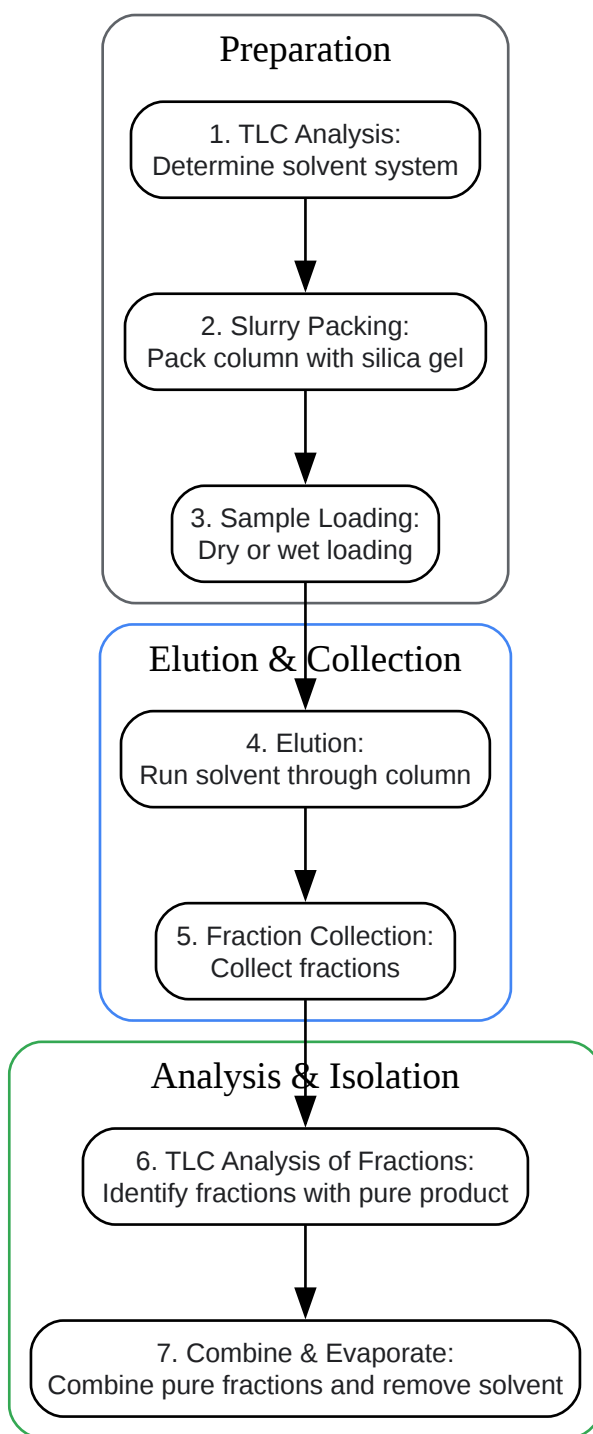 Preparation
1. TLC Analysis:
Determine solvent system
2. Slurry Packing:
Pack column with silica gel
3. Sample Loading:
Dry or wet loading
Elution & Collection
4. Elution:
Run solvent through column
5. Fraction Collection:
Collect fractions
Analysis & Isolation
6. TLC Analysis of Fractions:
Identify fractions with pure product
7. Combine & Evaporate:
Combine pure fractions and remove solvent